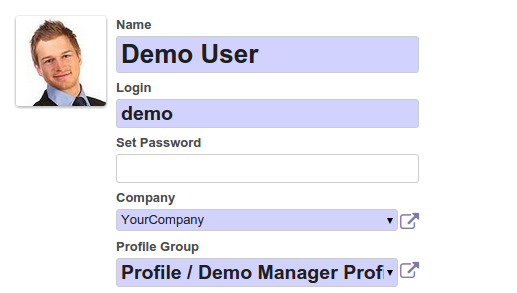 Name
Demo User
Login
demo
Set Password
Company
YourCompany
Profile Group
Profile / Demo Manager Prof